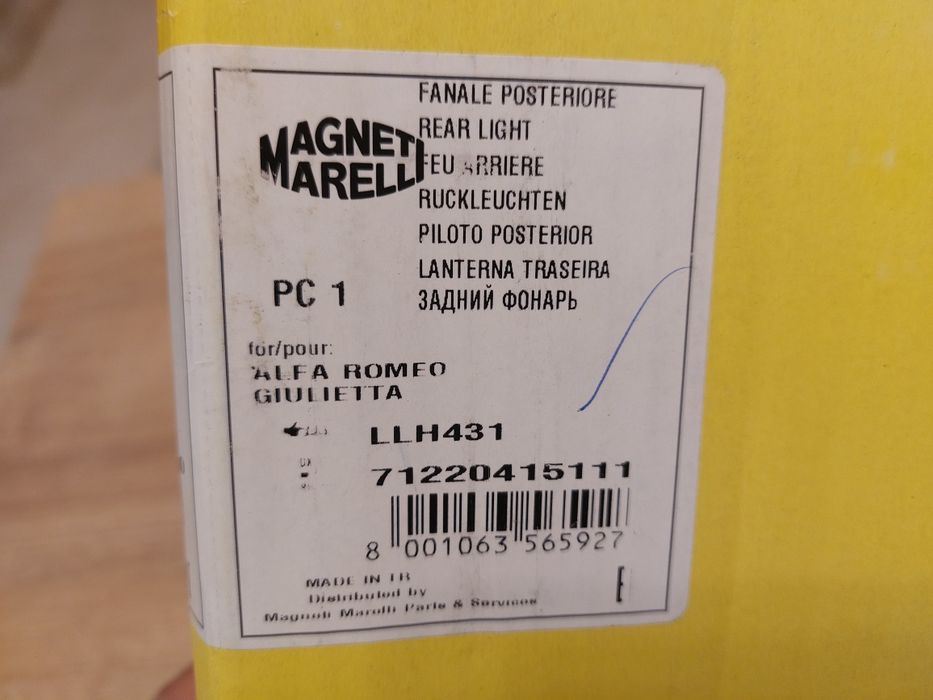 MAGNETI
MARELLI
FANALE POSTERIORE
REAR LIGHT
FEU ARRIERE
RUCKLEUCHTEN
PILOTO POSTERIOR
LANTERNA TRASEIRA
ЗАДНИЙ ФОНАРЬ
PC 1
for/pour:
ALFA ROMEO
GIULIETTA
LLH431
71220415111
8 001063 565927
MADE IN TR
Distributed by
Magneti Marelli Parts & Services
E